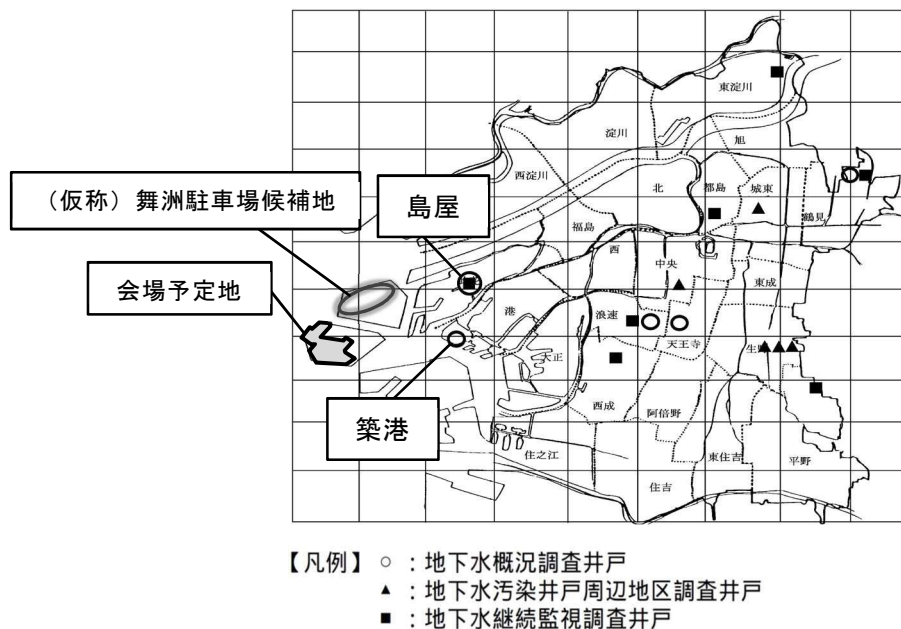 東淀川
淀川
旭
西淀川
北
都島
城東
鶴見
（仮称）舞洲駐車場候補地
島屋
福島
西
中央
東成
会場予定地
港
浪速
天王寺
生野
大正
築港
西成
阿倍野
住之江
東住吉
平野
住吉
【凡例】 ○ ：地下水概況調査井戸
▲ ：地下水汚染井戸周辺地区調査井戸
■ ：地下水継続監視調査井戸